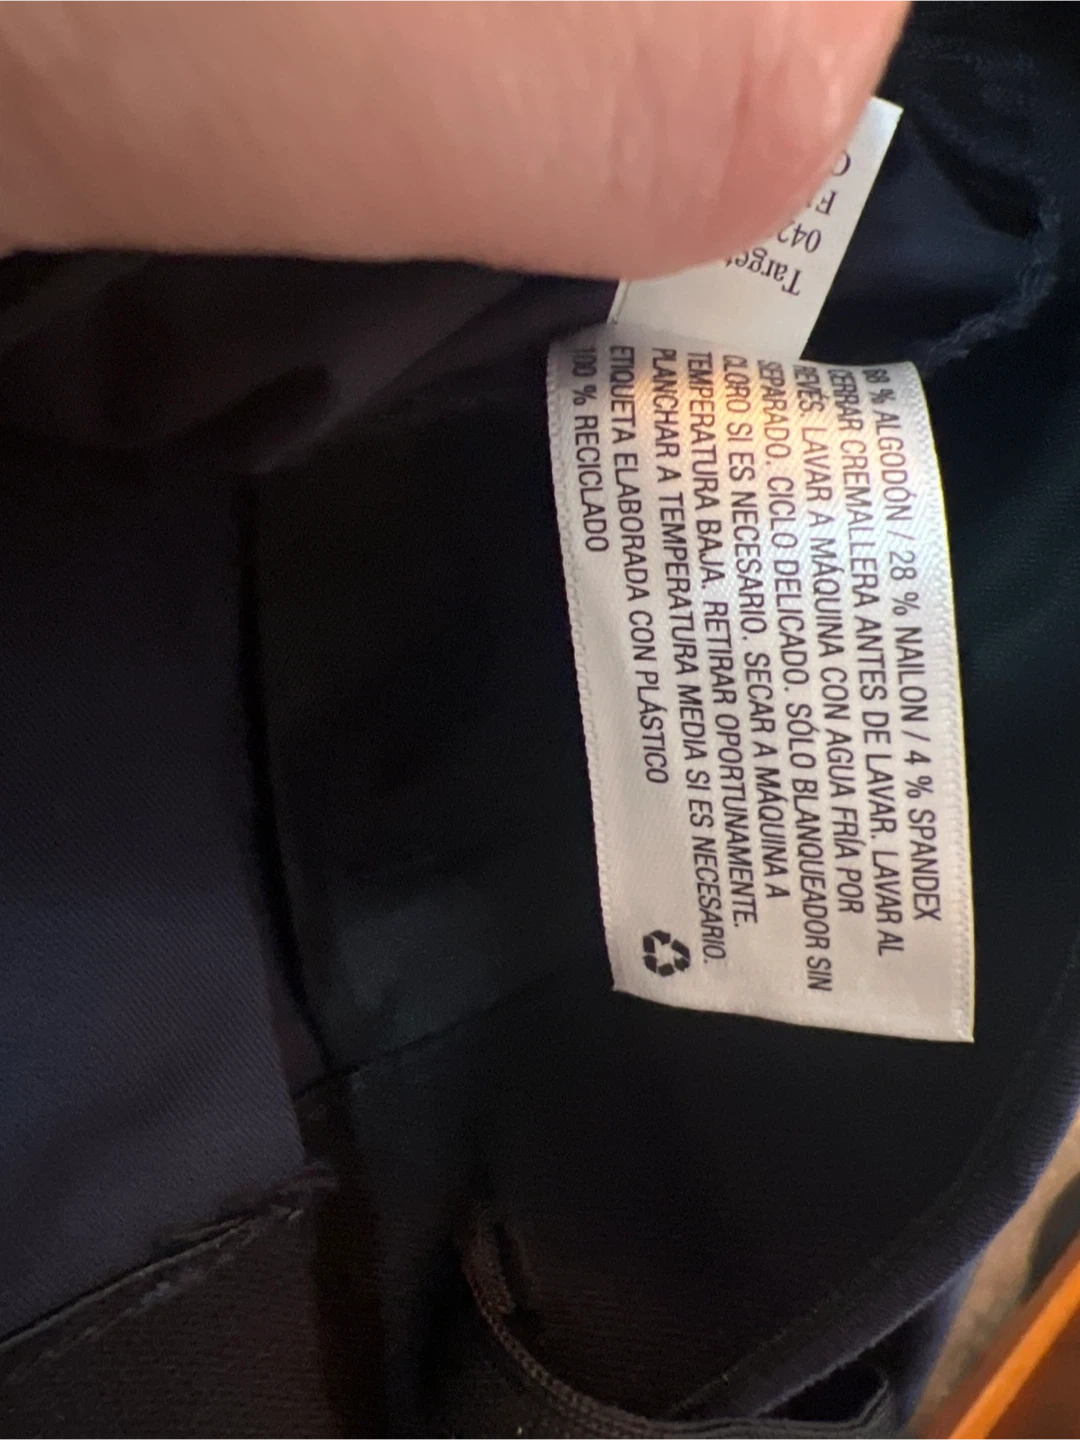 68 % ALGODÓN / 28 % NAILON / 4 % SPANDEX
CERRAR CREMALLERA ANTES DE LAVAR. LAVAR AL
REVÉS. LAVAR A MÁQUINA CON AGUA FRÍA POR
SEPARADO. CICLO DELICADO. SÓLO BLANQUEADOR SIN
CLORO SI ES NECESARIO. SECAR A MÁQUINA A
TEMPERATURA BAJA. RETIRAR OPORTUNAMENTE.
PLANCHAR A TEMPERATURA MEDIA SI ES NECESARIO.
ETIQUETA ELABORADA CON PLÁSTICO
100 % RECICLADO
Targe
04